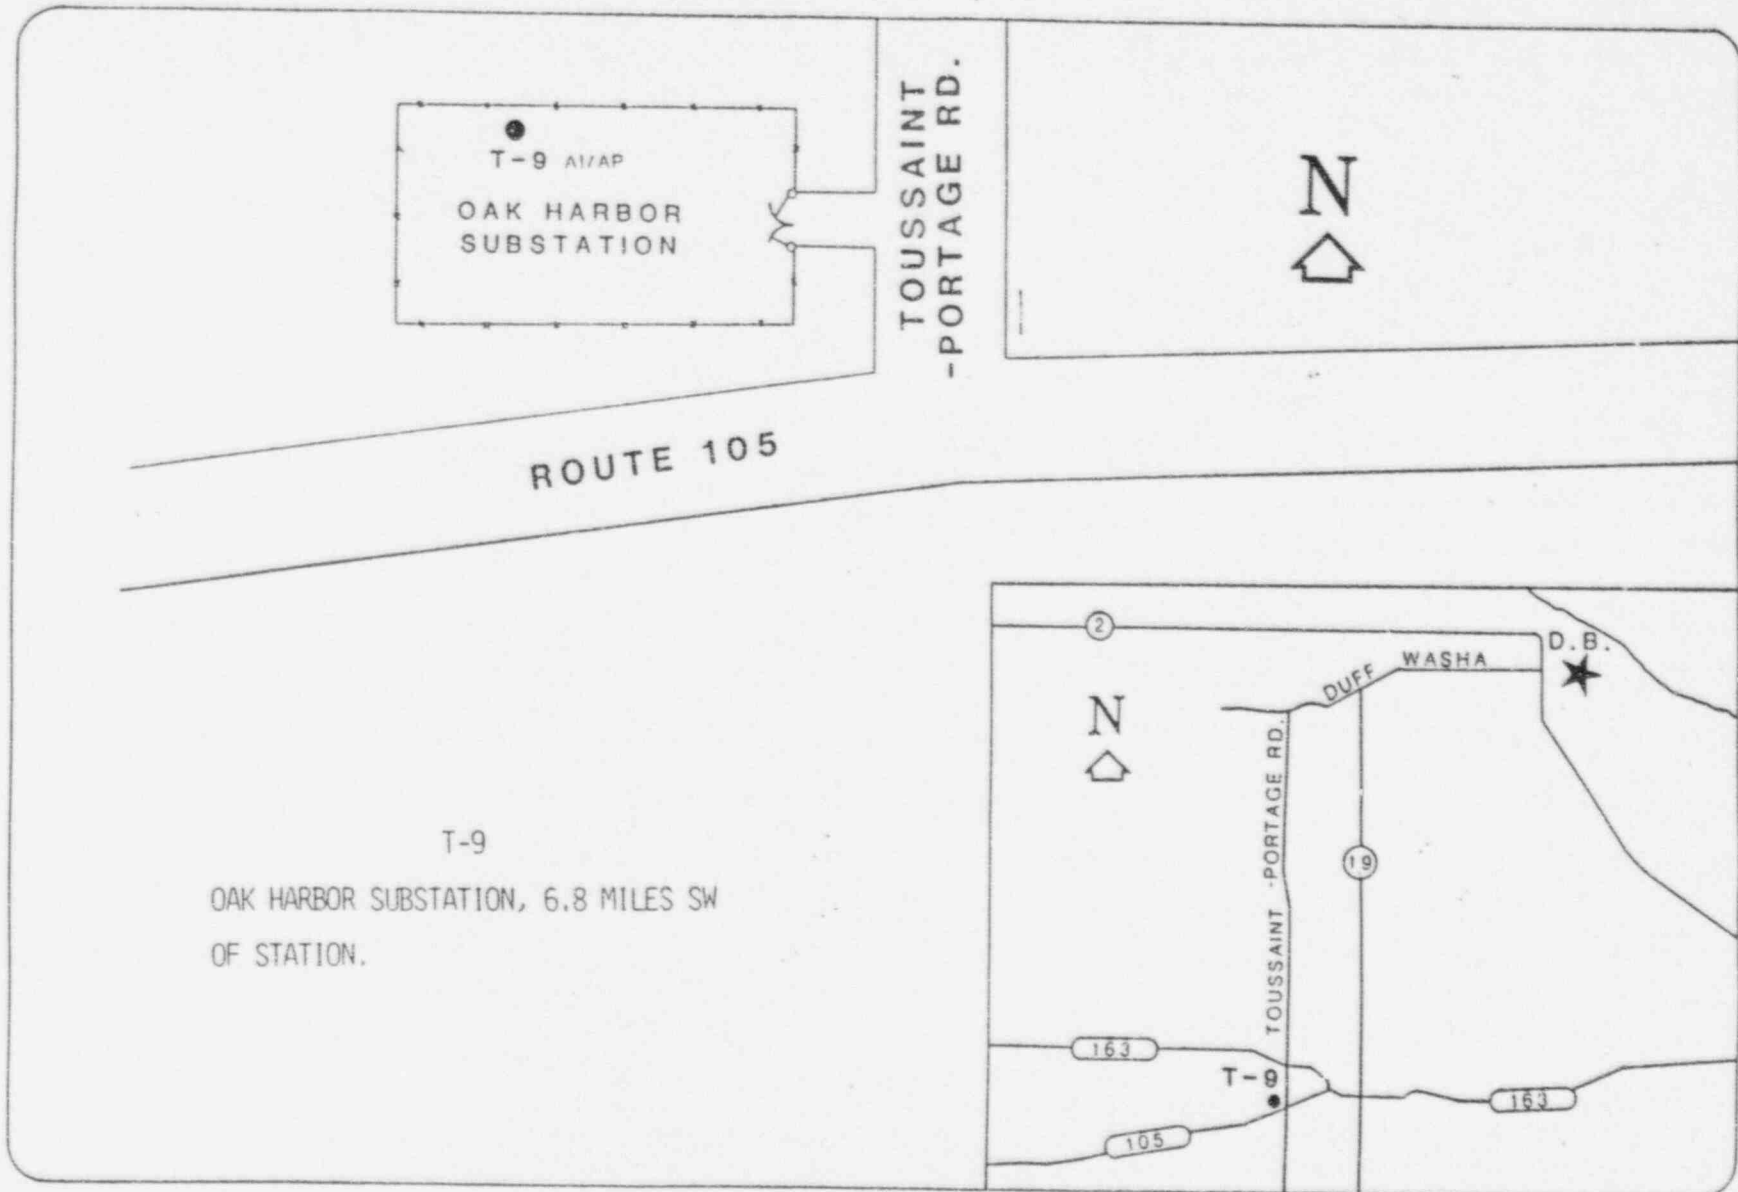 T-9 AI/AP
OAK HARBOR
SUBSTATION
TOUSSAINT
-PORTAGE RD.
N
ROUTE 105
T-9
OAK HARBOR SUBSTATION, 6.8 MILES SW
OF STATION.
2
D.B.
DUFF WASHA
N
TOUSSAINT -PORTAGE RD.
19
163
T-9
163
105